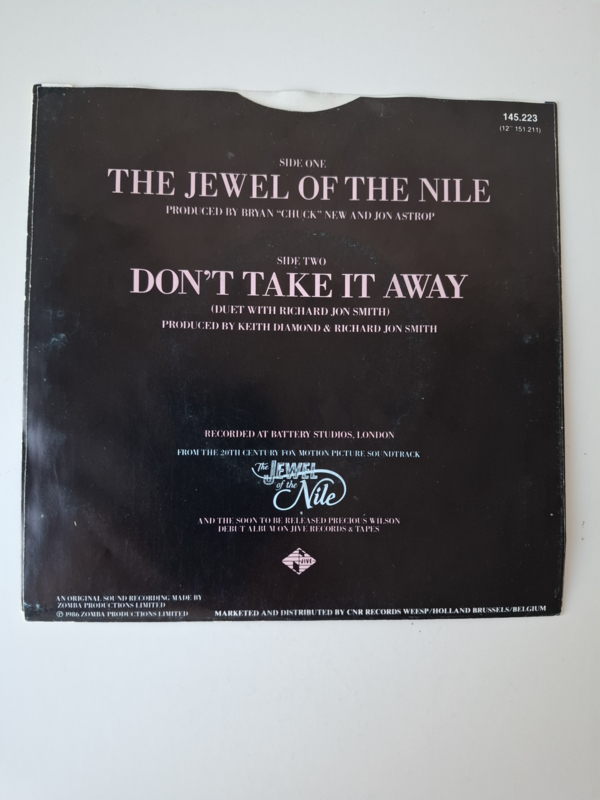 145.223
(12" 151.211)
SIDE ONE
THE JEWEL OF THE NILE
PRODUCED BY BRYAN "CHUCK" NEW AND JON ASTROP
SIDE TWO
DON'T TAKE IT AWAY
(DUET WITH RICHARD JON SMITH)
PRODUCED BY KEITH DIAMOND & RICHARD JON SMITH
RECORDED AT BATTERY STUDIOS, LONDON
FROM THE 20TH CENTURY FOX MOTION PICTURE SOUNDTRACK
The JEWEL
of the Nile
AND THE SOON TO BE RELEASED PRECIOUS WILSON
DEBUT ALBUM ON JIVE RECORDS & TAPES
JIVE
AN ORIGINAL SOUND RECORDING MADE BY
ZOMBA PRODUCTIONS LIMITED
℗ 1986 ZOMBA PRODUCTIONS LIMITED
MARKETED AND DISTRIBUTED BY CNR RECORDS WEESP/HOLLAND BRUSSELS/BELGIUM